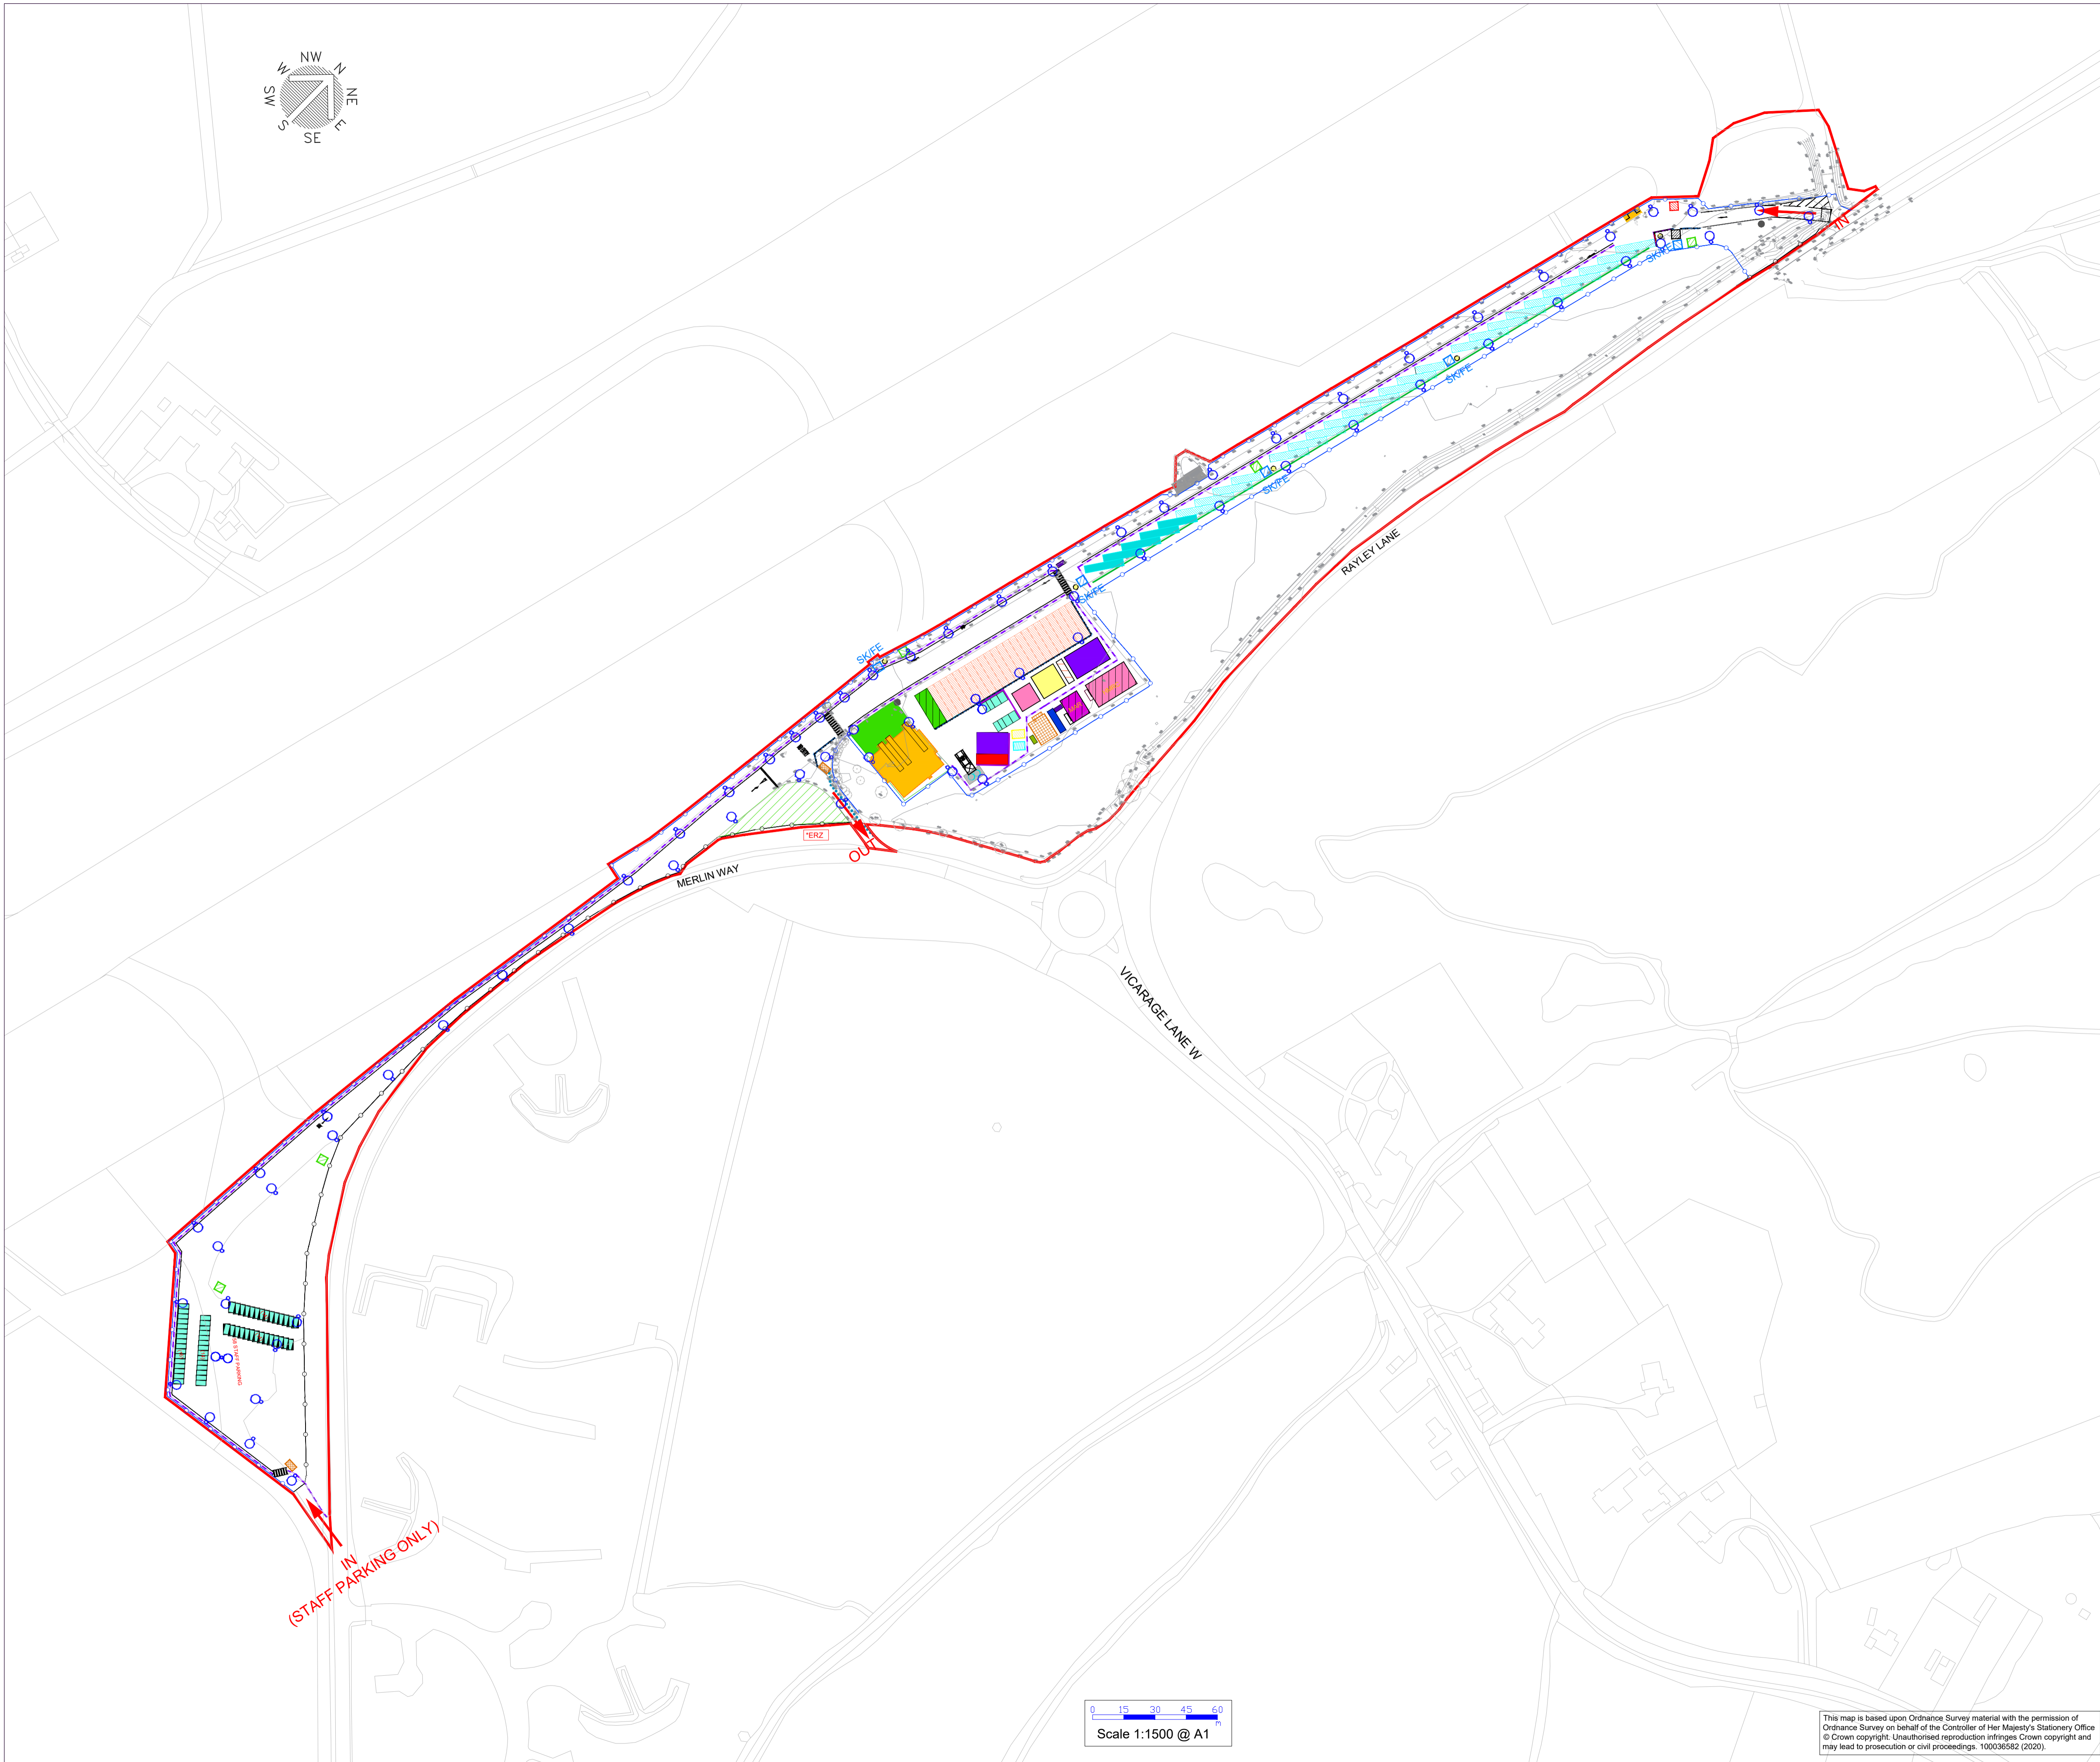 NW
W
N
SW
NE
S
E
SE
IN
SK/FE
SK/FE
SK/FE
SK/FE
SK/FE
RAYLEY LANE
*ERZ
OUT
MERLIN WAY
VICARAGE LANE W
STAFF PARKING
IN
(STAFF PARKING ONLY)
0 15 30 45 60
m
Scale 1:1500 @ A1
This map is based upon Ordnance Survey material with the permission of
Ordnance Survey on behalf of the Controller of Her Majesty's Stationery Office
© Crown copyright. Unauthorised reproduction infringes Crown copyright and
may lead to prosecution or civil proceedings. 100036582 (2020).